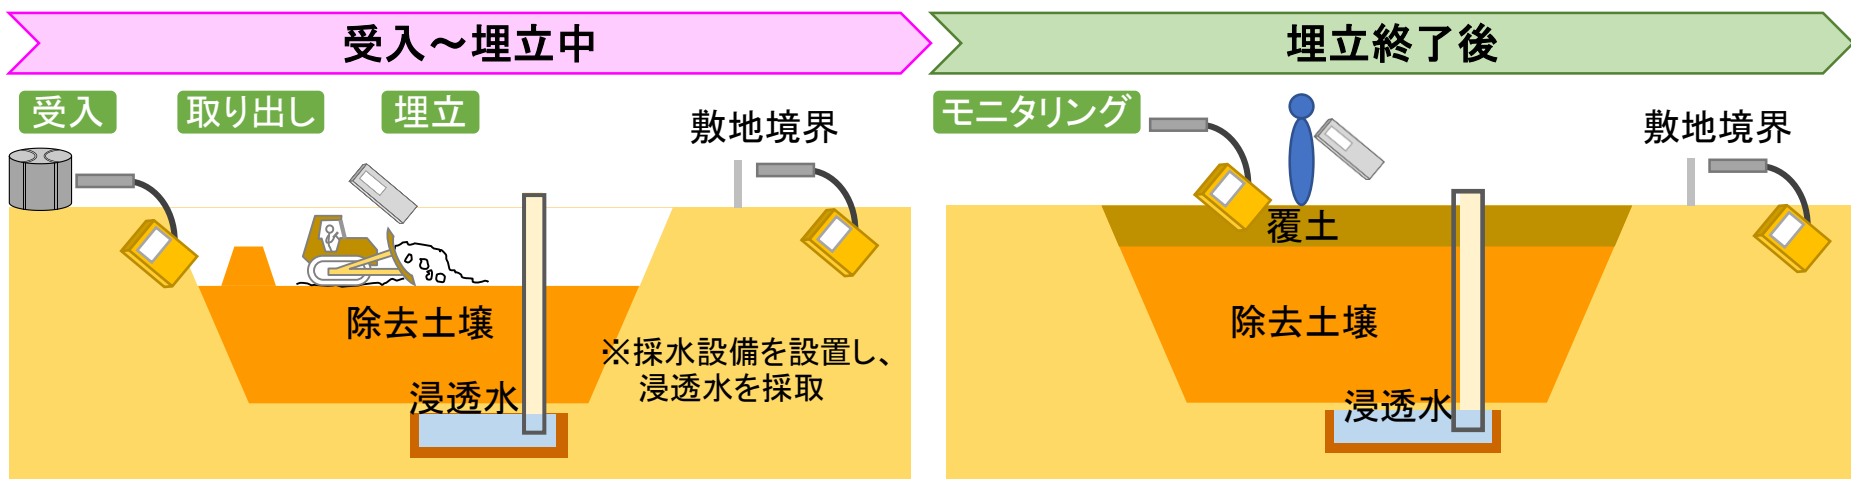 受入～埋立中
受入
取り出し
埋立
敷地境界
除去土壌
※採水設備を設置し、
浸透水を採取
浸透水
埋立終了後
モニタリング
敷地境界
覆土
除去土壌
浸透水